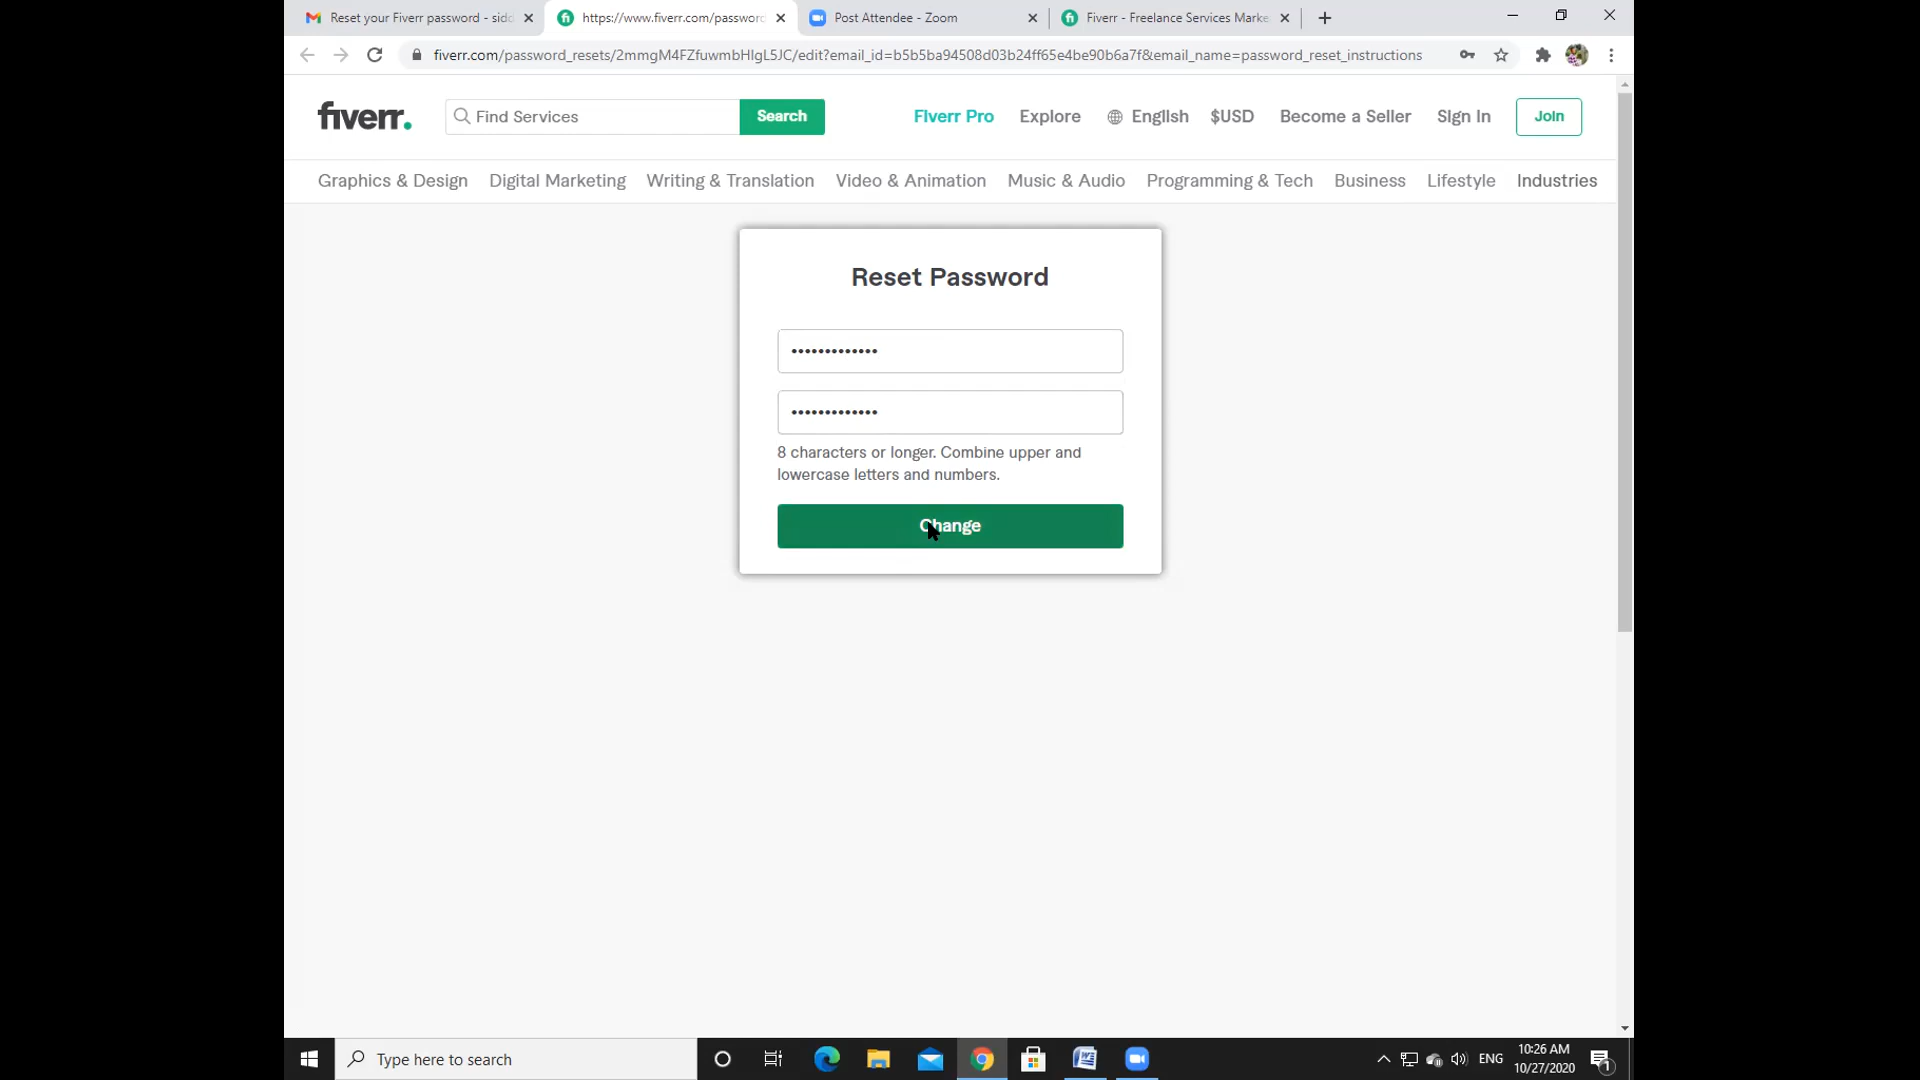 Reset your Fiverr password - sidd
https://www.fiverr.com/password
Post Attendee - Zoom
Fiverr - Freelance Services Marke
fiverr.com/password_resets/2mmgM4FZfuwmbHIgL5JC/edit?email_id=b5b5ba94508d03b24ff65e4be90b6a7f&email_name=password_reset_instructions
fiverr.
Find Services
Search
Fiverr Pro
Explore
English
$USD
Become a Seller
Sign In
Join
Graphics & Design
Digital Marketing
Writing & Translation
Video & Animation
Music & Audio
Programming & Tech
Business
Lifestyle
Industries
Reset Password
8 characters or longer. Combine upper and
lowercase letters and numbers.
Change
Type here to search
ENG
10:26 AM
10/27/2020
1